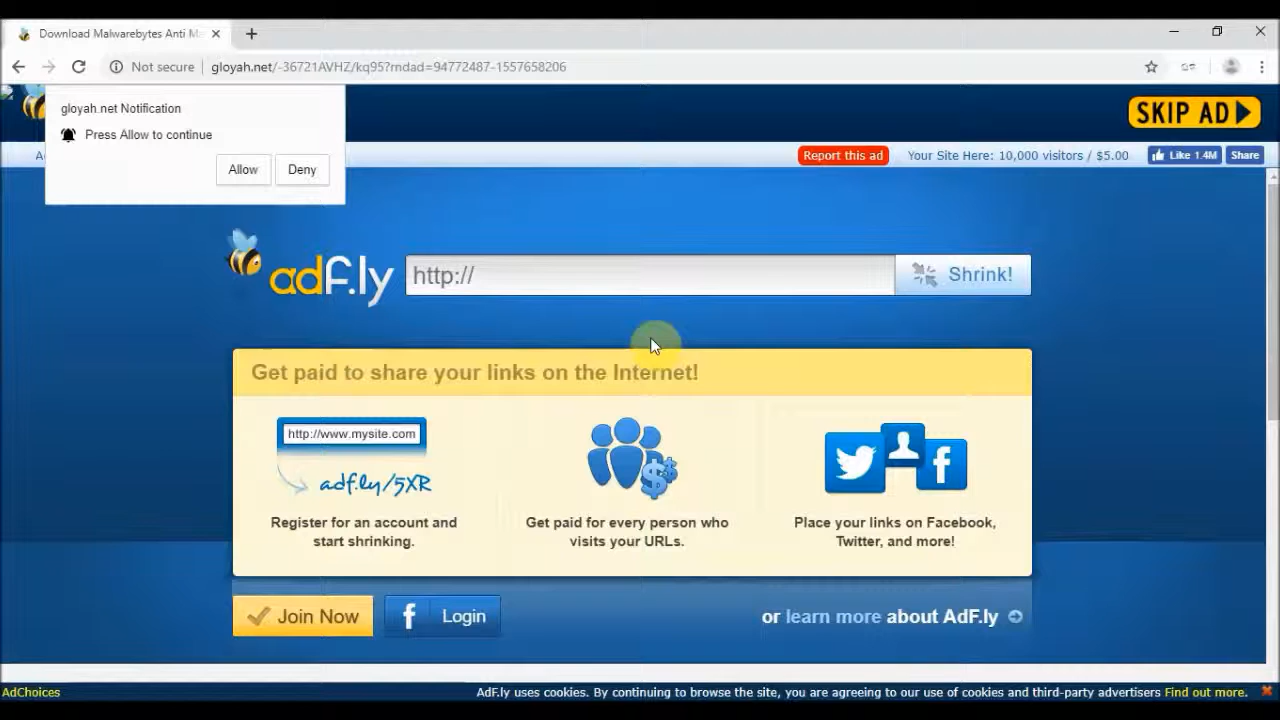 Download Malwarebytes Anti Ma
Not secure
gloyah.net/-36721AVHZ/kq95?rndad=94772487-1557658206
gloyah.net Notification
Press Allow to continue
Allow
Deny
SKIP AD
Report this ad
Your Site Here: 10,000 visitors / $5.00
Like 1.4M
Share
adf.ly
http://
Shrink!
Get paid to share your links on the Internet!
http://www.mysite.com
adf.ly/5XR
Register for an account and
start shrinking.
Get paid for every person who
visits your URLs.
Place your links on Facebook,
Twitter, and more!
Join Now
f Login
or learn more about AdF.ly
AdChoices
AdF.ly uses cookies. By continuing to browse the site, you are agreeing to our use of cookies and third-party advertisers Find out more.